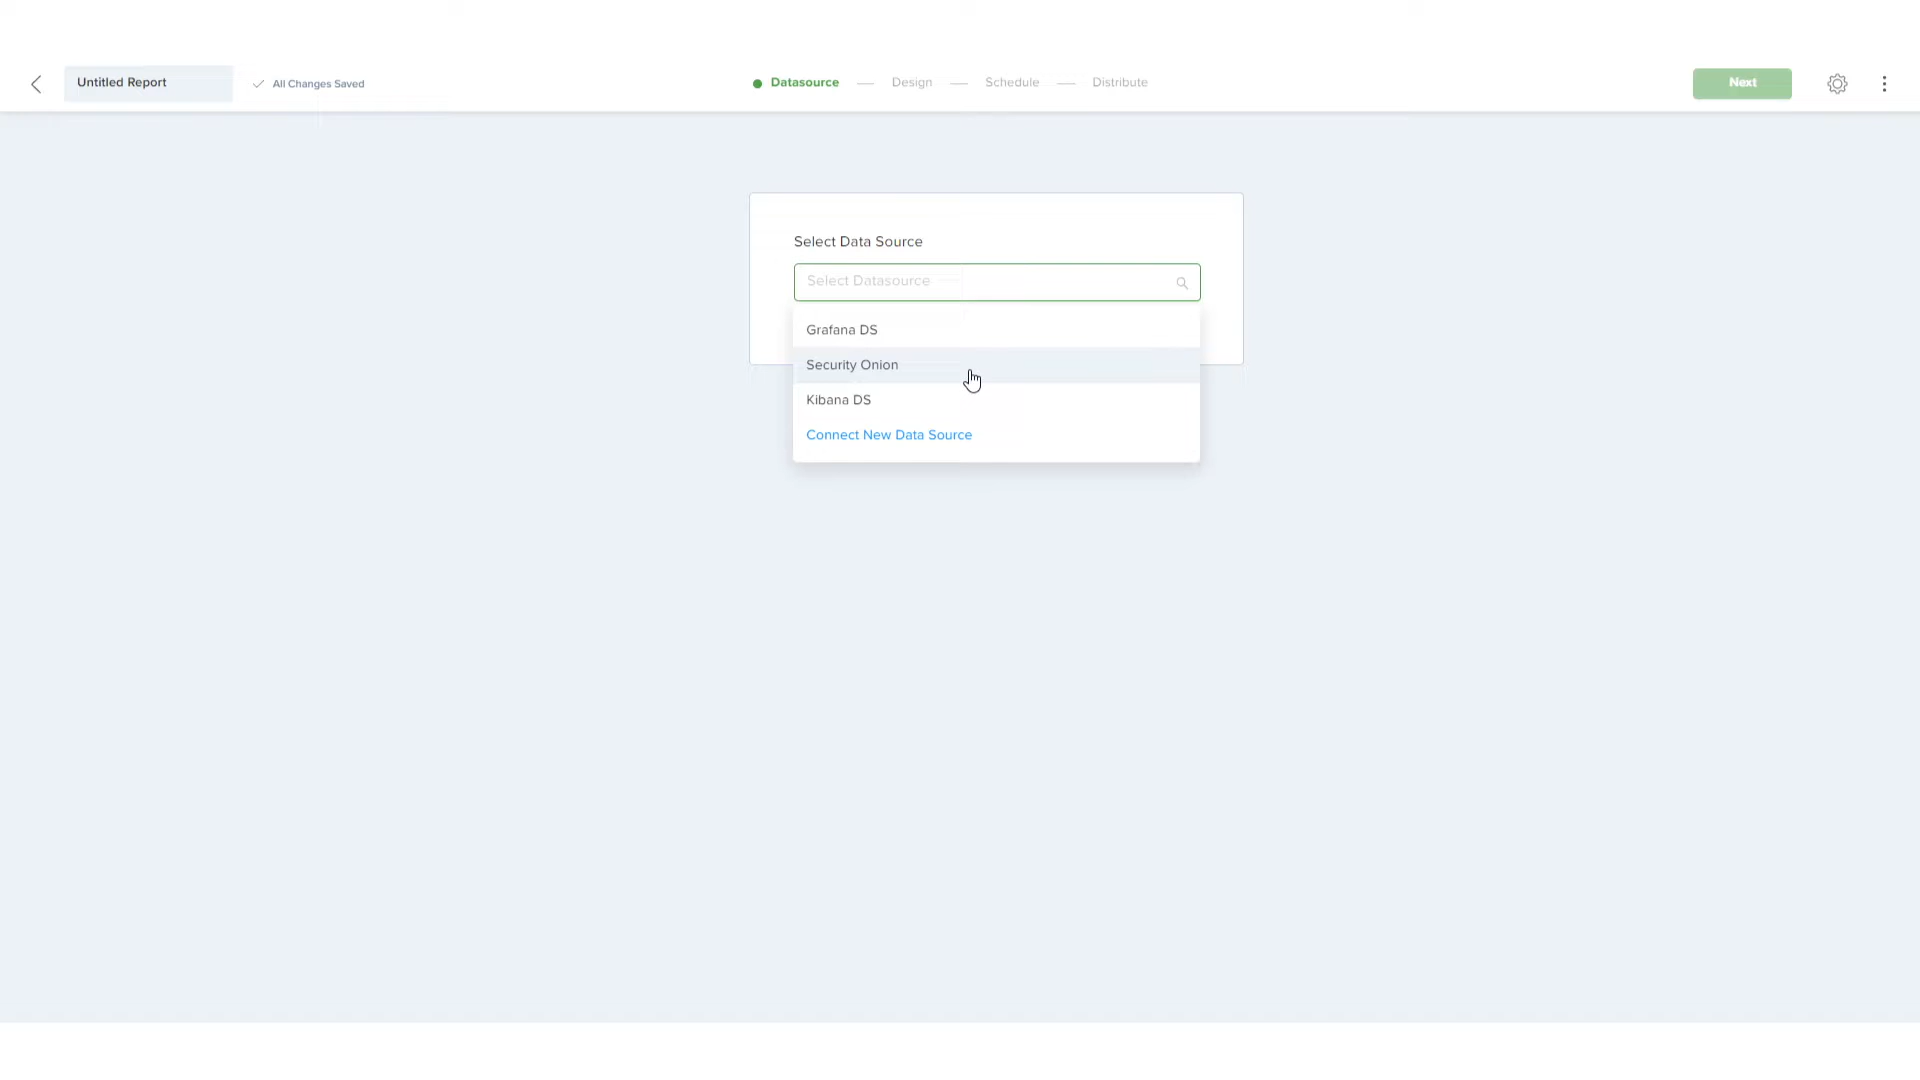 Untitled Report
All Changes Saved
Datasource
Design
Schedule
Distribute
Next
Select Data Source
Select Datasource
Grafana DS
Security Onion
Kibana DS
Connect New Data Source